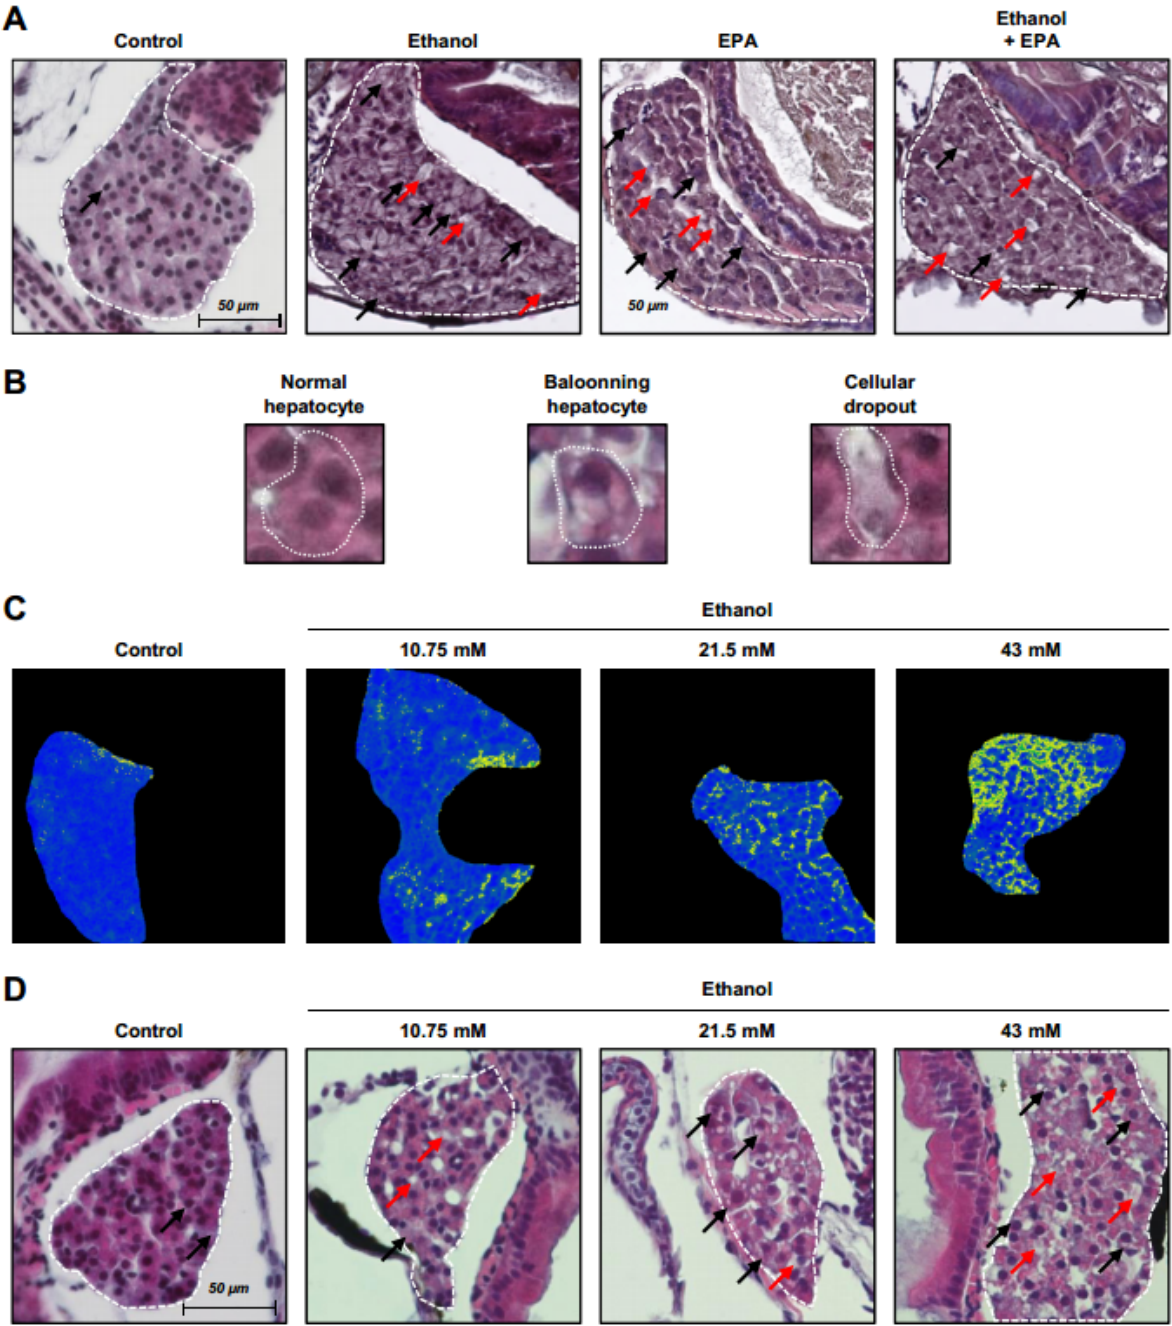 A
Control
Ethanol
EPA
Ethanol
+ EPA
50 µm
50 µm
B
Normal
hepatocyte
Baloonning
hepatocyte
Cellular
dropout
C
Ethanol
Control
10.75 mM
21.5 mM
43 mM
D
Ethanol
Control
10.75 mM
21.5 mM
43 mM
50 µm